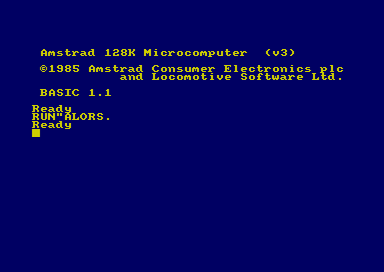 Amstrad 128K Microcomputer (v3)
©1985 Amstrad Consumer Electronics plc
and Locomotive Software Ltd.
BASIC 1.1
Ready
RUN"ALORS.
Ready